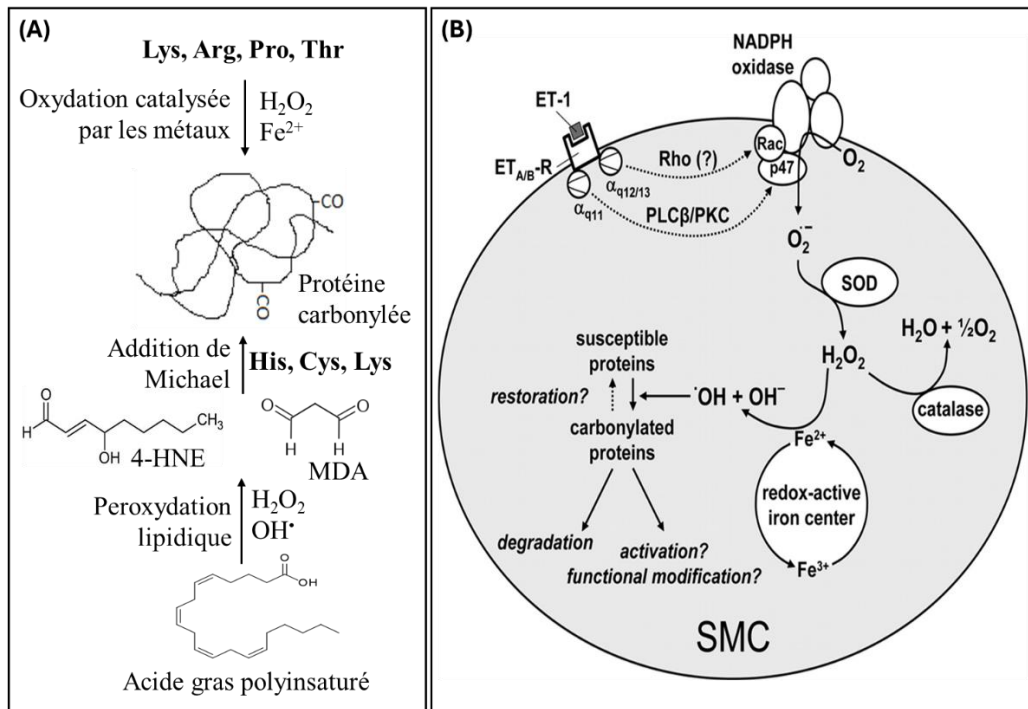 (A)
Lys, Arg, Pro, Thr
Oxydation catalysée
par les métaux
H₂O₂
Fe²⁺
CO
CO
Protéine
carbonylée
Addition de
Michael
His, Cys, Lys
O
H
OH
CH₃
4-HNE
O
O
H
H
MDA
Peroxydation
lipidique
H₂O₂
OH•
O
OH
Acide gras polyinsaturé
(B)
NADPH
oxidase
ET-1
ET_A/B-R
Rac
p47
O₂
Rho (?)
α_q12/13
α_q11
PLCβ/PKC
O₂•−
SOD
H₂O + ½O₂
H₂O₂
catalase
susceptible
proteins
restoration?
•OH + OH⁻
carbonylated
proteins
Fe²⁺
redox-active
iron center
Fe³⁺
degradation
activation?
functional modification?
SMC